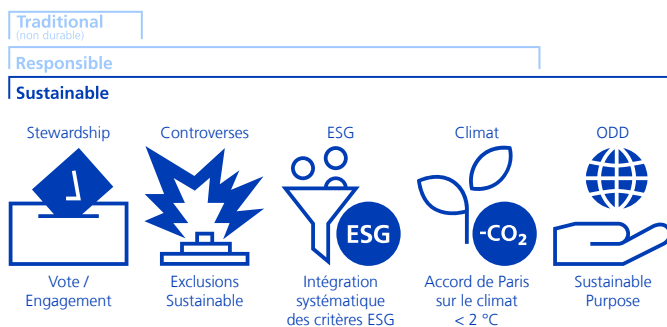 Traditional
(non durable)
Responsible
Sustainable
Stewardship
Controverses
ESG
Climat
ODD
ESG
-CO₂
Vote /
Engagement
Exclusions
Sustainable
Intégration
systématique
des critères ESG
Accord de Paris
sur le climat
< 2 °C
Sustainable
Purpose